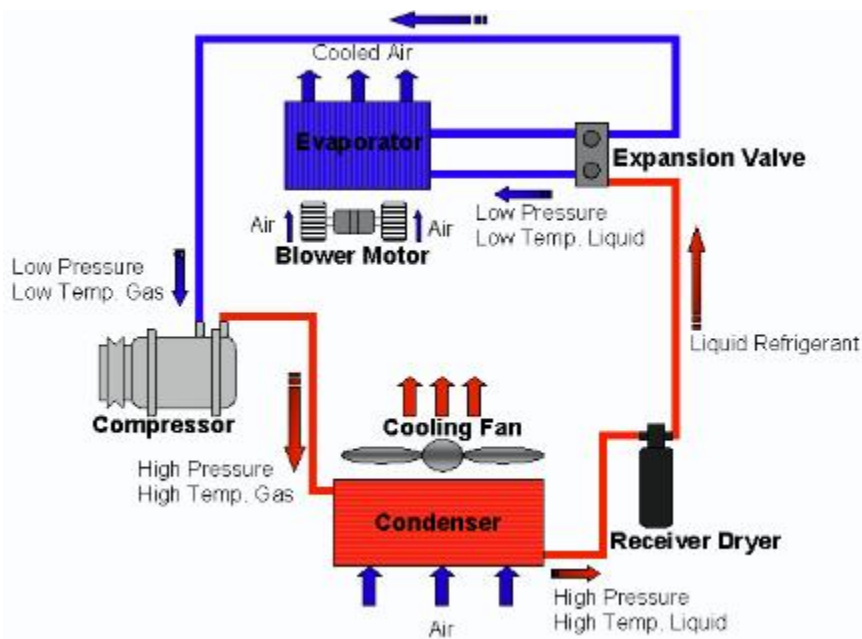 Cooled Air
Evaporator
Expansion Valve
Air
Air
Low Pressure
Low Temp. Liquid
Blower Motor
Low Pressure
Low Temp. Gas
Liquid Refrigerant
Compressor
Cooling Fan
High Pressure
High Temp. Gas
Condenser
Receiver Dryer
High Pressure
High Temp. Liquid
Air